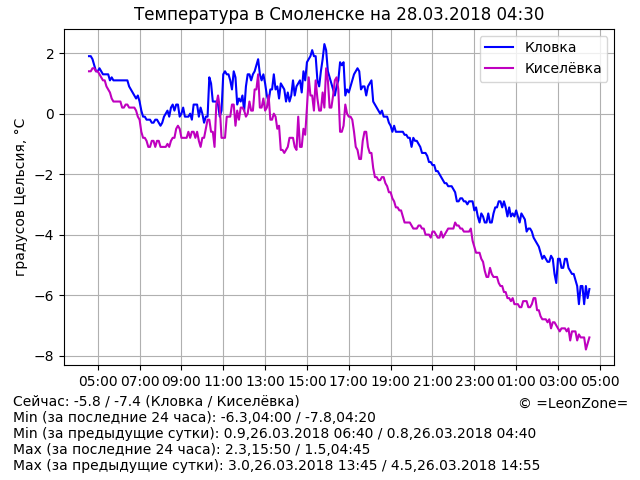 Температура в Смоленске на 28.03.2018 04:30
градусов Цельсия, °C
2
0
−2
−4
−6
−8
Кловка
Киселёвка
05:00 07:00 09:00 11:00 13:00 15:00 17:00 19:00 21:00 23:00 01:00 03:00 05:00
Сейчас: -5.8 / -7.4 (Кловка / Киселёвка)
© =LeonZone=
Min (за последние 24 часа): -6.3,04:00 / -7.8,04:20
Min (за предыдущие сутки): 0.9,26.03.2018 06:40 / 0.8,26.03.2018 04:40
Max (за последние 24 часа): 2.3,15:50 / 1.5,04:45
Max (за предыдущие сутки): 3.0,26.03.2018 13:45 / 4.5,26.03.2018 14:55